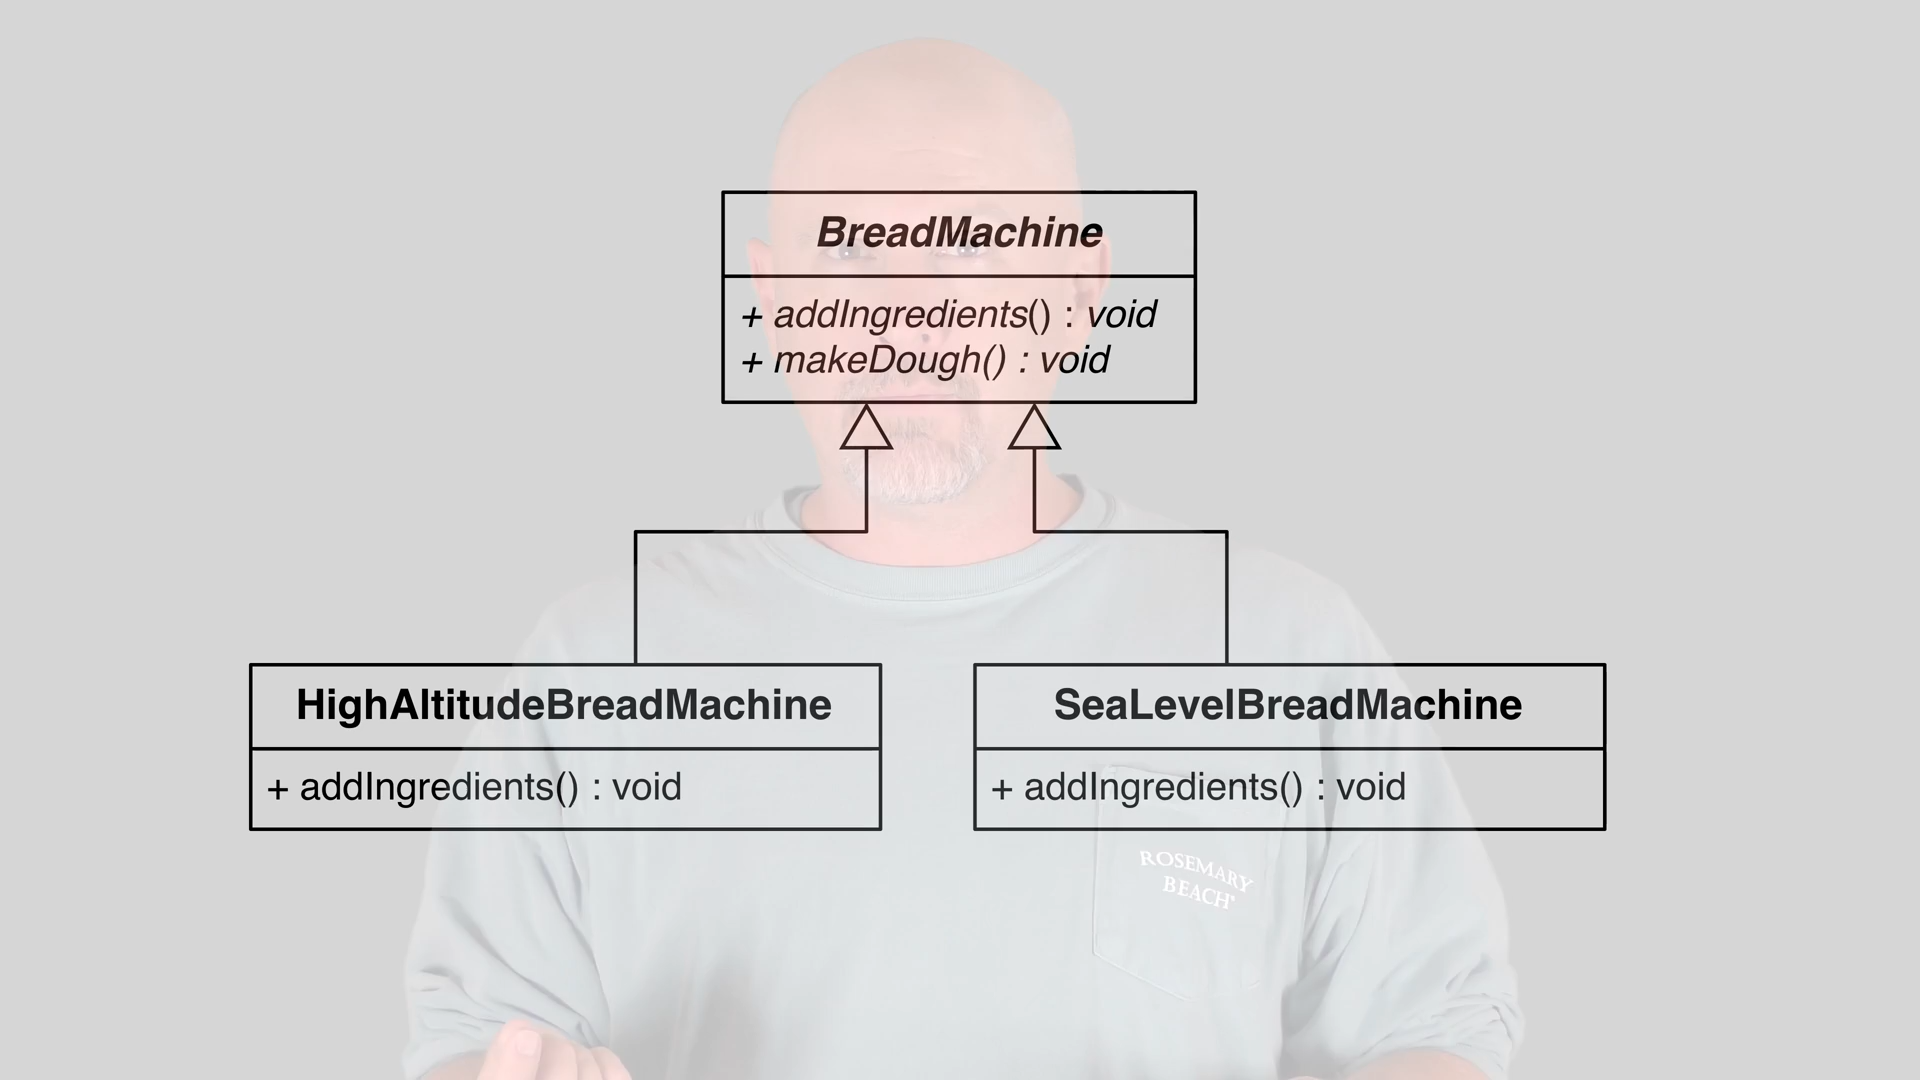 BreadMachine
+ addIngredients() : void
+ makeDough() : void
HighAltitudeBreadMachine
+ addIngredients() : void
SeaLevelBreadMachine
+ addIngredients() : void
ROSEMARY
BEACH